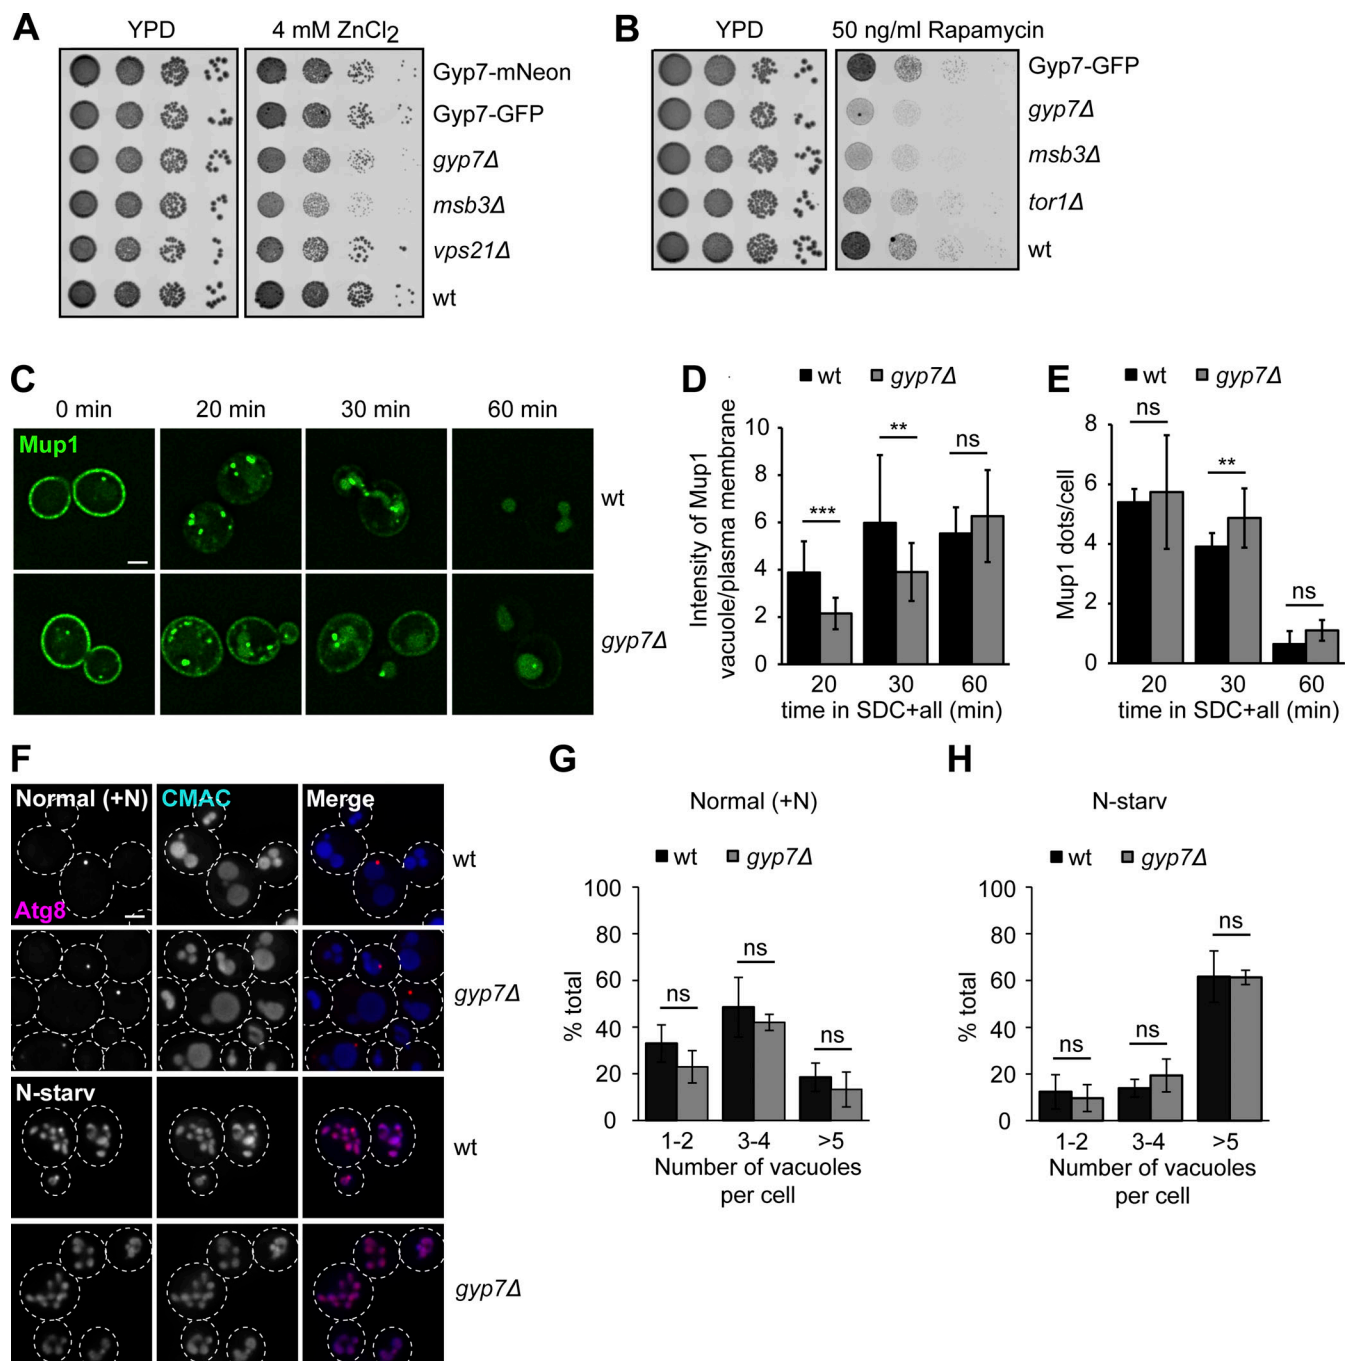 A
YPD
4 mM ZnCl2
Gyp7-mNeon
Gyp7-GFP
gyp7Δ
msb3Δ
vps21Δ
wt
B
YPD
50 ng/ml Rapamycin
Gyp7-GFP
gyp7Δ
msb3Δ
tor1Δ
wt
C
0 min
20 min
30 min
60 min
Mup1
wt
gyp7Δ
D
wt
gyp7Δ
Intensity of Mup1
vacuole/plasma membrane
10
8
6
4
2
0
***
**
ns
20
30
60
time in SDC+all (min)
E
wt
gyp7Δ
Mup1 dots/cell
8
6
4
2
0
ns
**
ns
20
30
60
time in SDC+all (min)
F
Normal (+N)
CMAC
Merge
Atg8
wt
gyp7Δ
N-starv
wt
gyp7Δ
G
Normal (+N)
wt
gyp7Δ
% total
100
80
60
40
20
0
ns
ns
ns
1-2
3-4
>5
Number of vacuoles
per cell
H
N-starv
wt
gyp7Δ
% total
100
80
60
40
20
0
ns
ns
ns
1-2
3-4
>5
Number of vacuoles
per cell